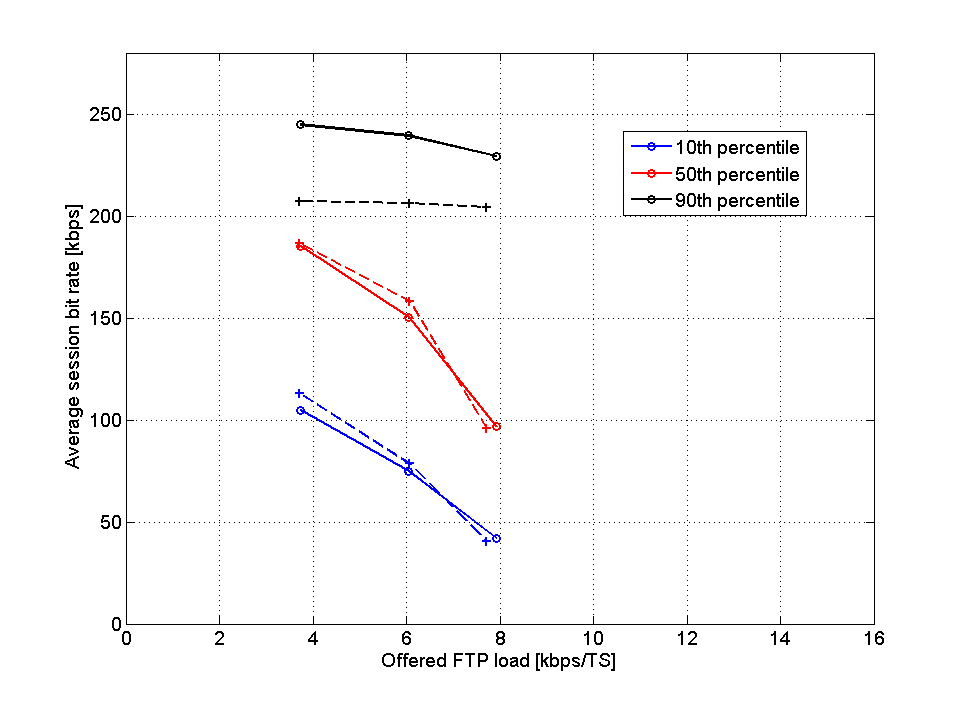 250
200
150
100
50
0
Average session bit rate [kbps]
10th percentile
50th percentile
90th percentile
0 2 4 6 8 10 12 14 16
Offered FTP load [kbps/TS]